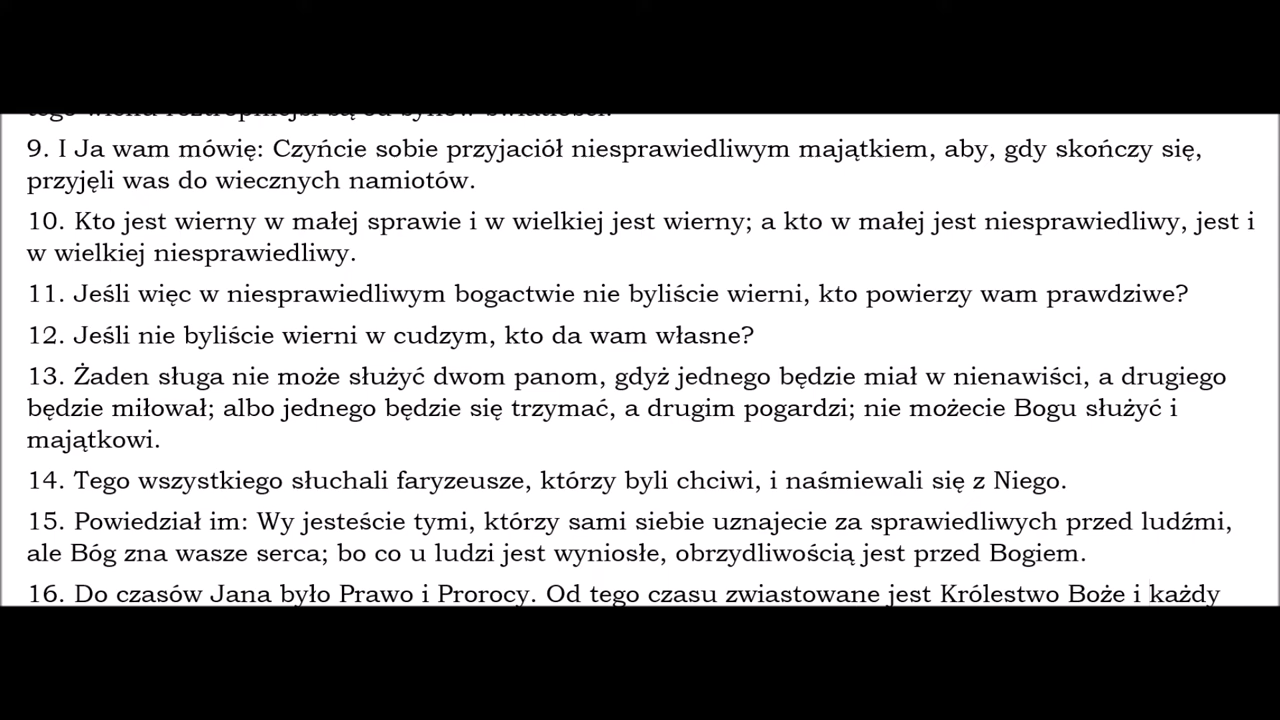 9. I Ja wam mówię: Czyńcie sobie przyjaciół niesprawiedliwym majątkiem, aby, gdy skończy się,
przyjęli was do wiecznych namiotów.
10. Kto jest wierny w małej sprawie i w wielkiej jest wierny; a kto w małej jest niesprawiedliwy, jest i
w wielkiej niesprawiedliwy.
11. Jeśli więc w niesprawiedliwym bogactwie nie byliście wierni, kto powierzy wam prawdziwe?
12. Jeśli nie byliście wierni w cudzym, kto da wam własne?
13. Żaden sługa nie może służyć dwom panom, gdyż jednego będzie miał w nienawiści, a drugiego
będzie miłował; albo jednego będzie się trzymać, a drugim pogardzi; nie możecie Bogu służyć i
majątkowi.
14. Tego wszystkiego słuchali faryzeusze, którzy byli chciwi, i naśmiewali się z Niego.
15. Powiedział im: Wy jesteście tymi, którzy sami siebie uznajecie za sprawiedliwych przed ludźmi,
ale Bóg zna wasze serca; bo co u ludzi jest wyniosłe, obrzydliwością jest przed Bogiem.
16. Do czasów Jana było Prawo i Prorocy. Od tego czasu zwiastowane jest Królestwo Boże i każdy